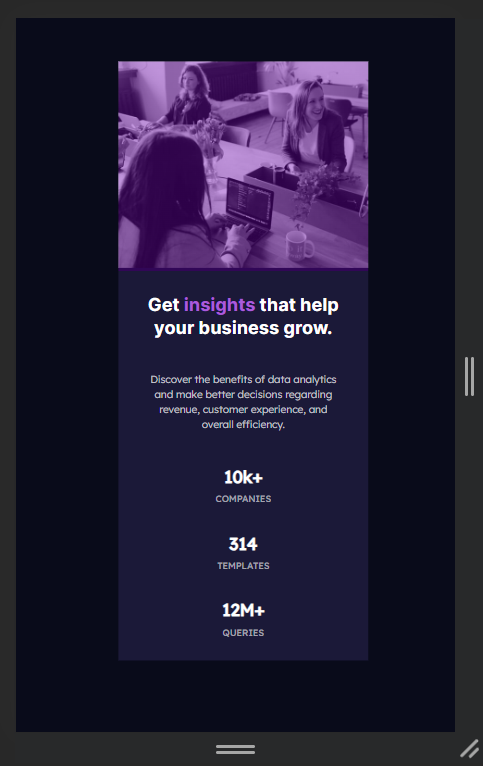 Get insights that help
your business grow.
Discover the benefits of data analytics
and make better decisions regarding
revenue, customer experience, and
overall efficiency.
10k+
COMPANIES
314
TEMPLATES
12M+
QUERIES